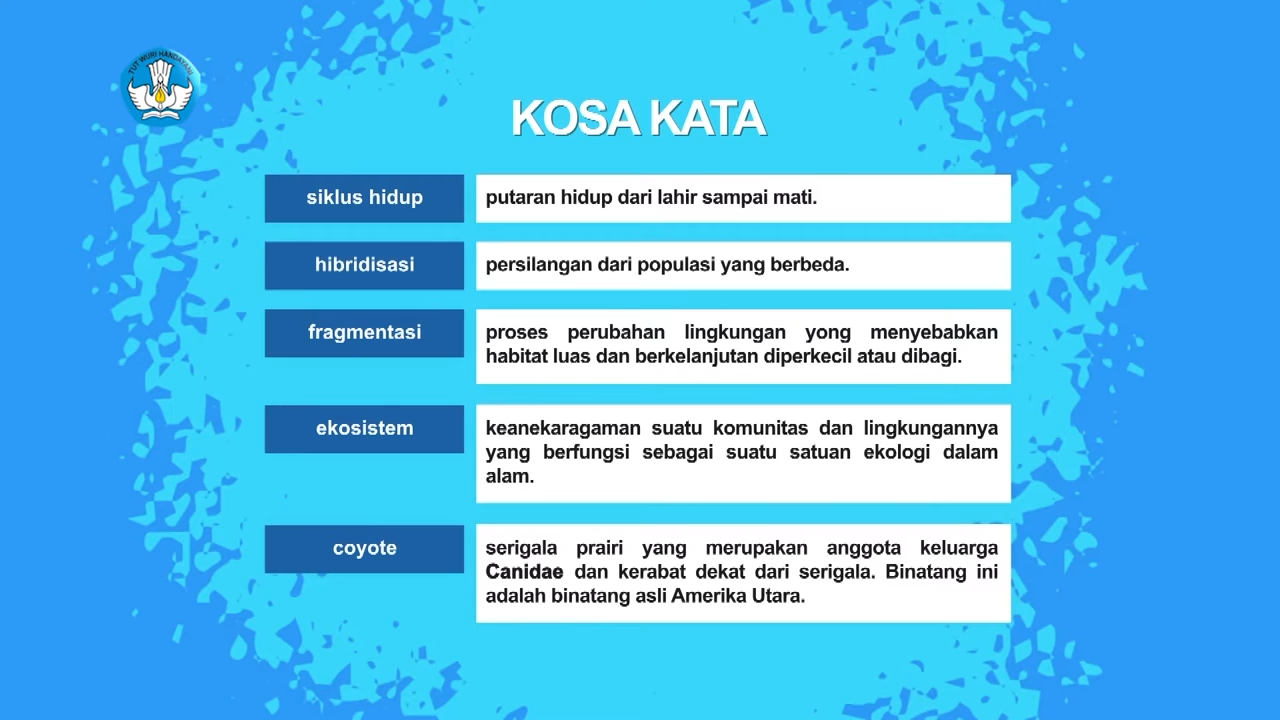 TUT WURI HANDAYANI
KOSA KATA
siklus hidup
putaran hidup dari lahir sampai mati.
hibridisasi
persilangan dari populasi yang berbeda.
fragmentasi
proses perubahan lingkungan yong menyebabkan
habitat luas dan berkelanjutan diperkecil atau dibagi.
ekosistem
keanekaragaman suatu komunitas dan lingkungannya
yang berfungsi sebagai suatu satuan ekologi dalam
alam.
coyote
serigala prairi yang merupakan anggota keluarga
Canidae dan kerabat dekat dari serigala. Binatang ini
adalah binatang asli Amerika Utara.